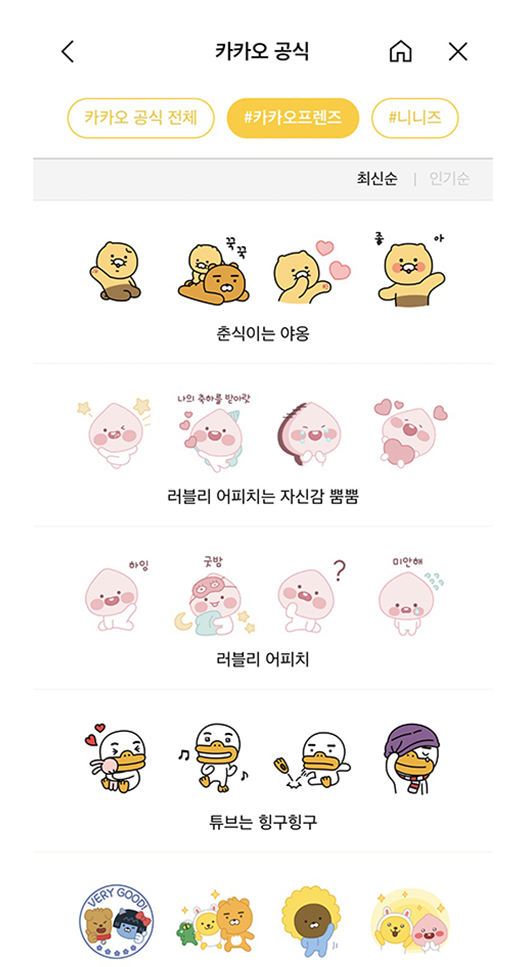 카카오 공식
카카오 공식 전체 #카카오프렌즈 #니니즈
최신순 | 인기순
꾹꾹
좋 아
춘식이는 야옹
나의 축하를 받아랏
러블리 어피치는 자신감 뿜뿜
하잉
굿밤
?
미안해
러블리 어피치
튜브는 힝구힝구
VERY GOOD!